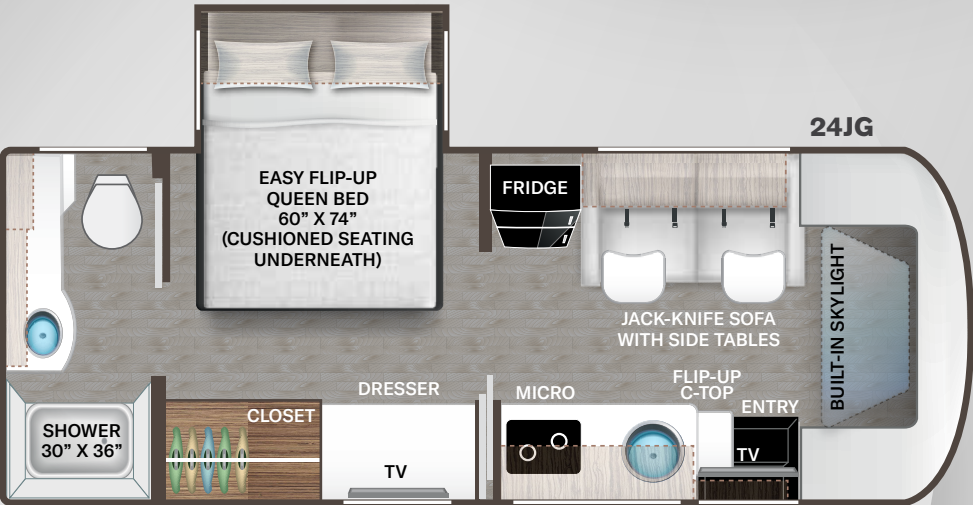 24JG
EASY FLIP-UP
QUEEN BED
60” X 74”
(CUSHIONED SEATING
UNDERNEATH)
FRIDGE
BUILT-IN SKYLIGHT
JACK-KNIFE SOFA
WITH SIDE TABLES
FLIP-UP
C-TOP
DRESSER
MICRO
ENTRY
CLOSET
SHOWER
30” X 36”
TV
TV